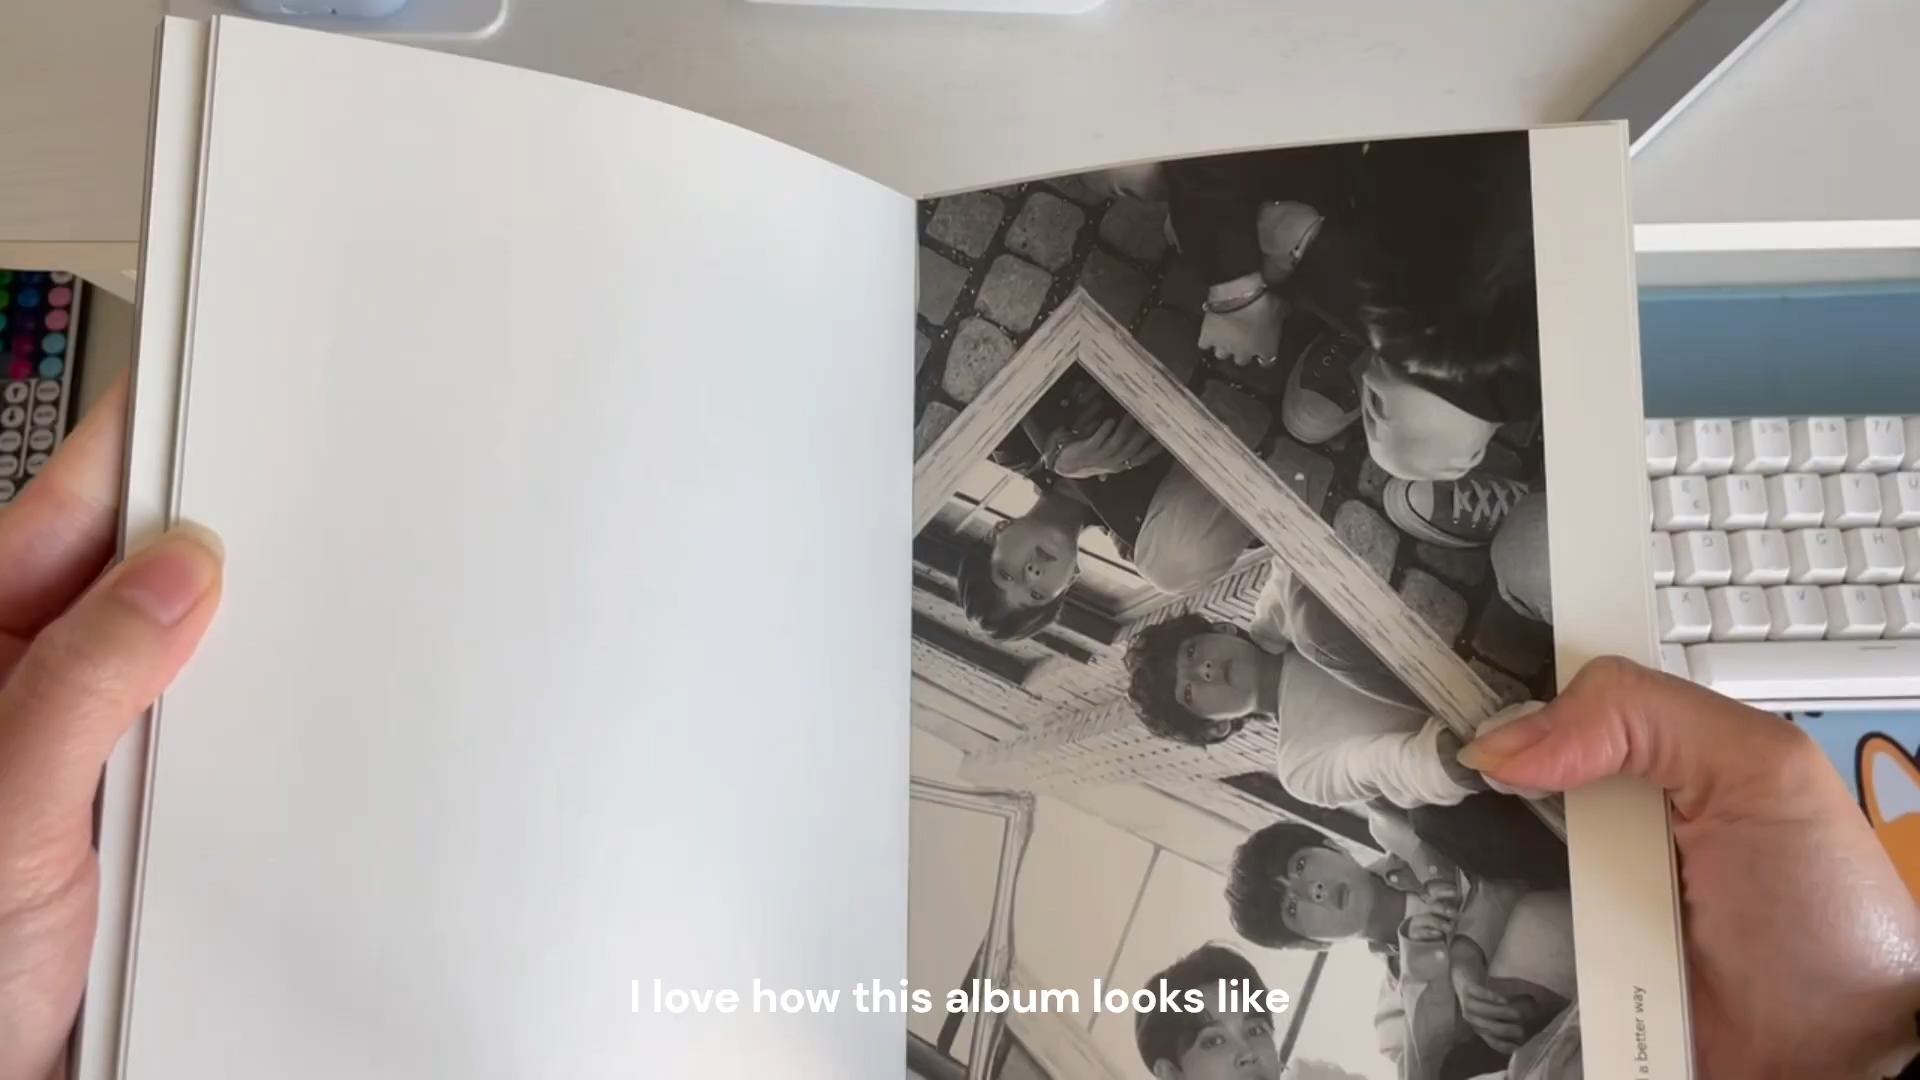 I love how this album looks like
a better way
E R T Y U
D F G H
X C V B N